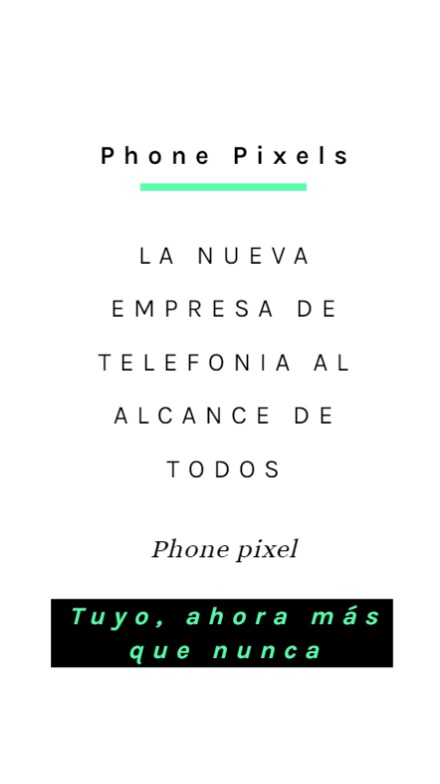 Phone Pixels
LA NUEVA
EMPRESA DE
TELEFONIA AL
ALCANCE DE
TODOS
Phone pixel
Tuyo, ahora más
que nunca